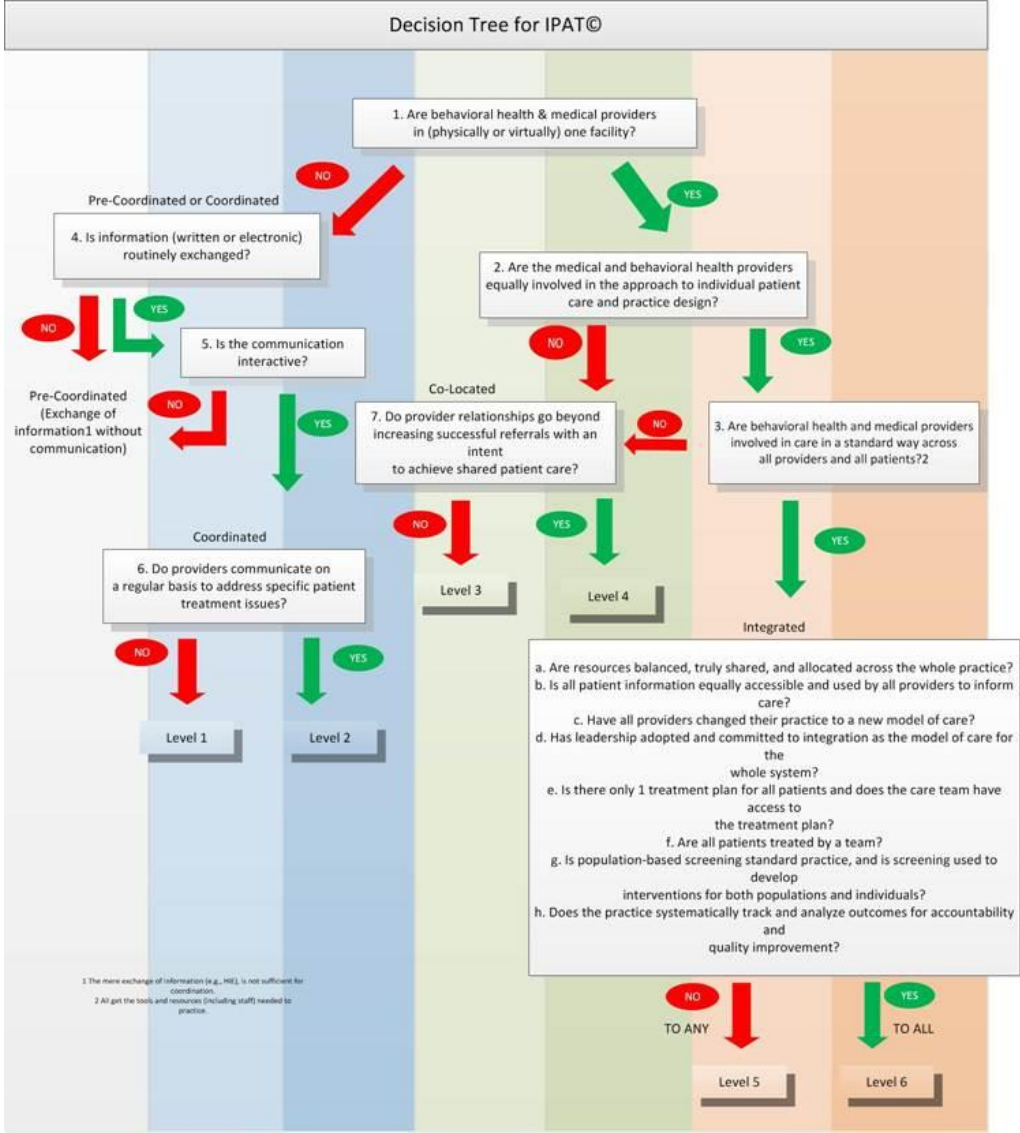 Decision Tree for IPAT©
1. Are behavioral health & medical providers
in (physically or virtually) one facility?
NO
YES
Pre-Coordinated or Coordinated
4. Is information (written or electronic)
routinely exchanged?
2. Are the medical and behavioral health providers
equally involved in the approach to individual patient
care and practice design?
NO
YES
5. Is the communication
interactive?
NO
YES
Pre-Coordinated
(Exchange of
information1 without
communication)
NO
YES
Co-Located
7. Do provider relationships go beyond
increasing successful referrals with an
intent
to achieve shared patient care?
NO
3. Are behavioral health and medical providers
involved in care in a standard way across
all providers and all patients?2
NO
YES
YES
Coordinated
6. Do providers communicate on
a regular basis to address specific patient
treatment issues?
Level 3
Level 4
NO
YES
Level 1
Level 2
Integrated
a. Are resources balanced, truly shared, and allocated across the whole practice?
b. Is all patient information equally accessible and used by all providers to inform
care?
c. Have all providers changed their practice to a new model of care?
d. Has leadership adopted and committed to integration as the model of care for
the
whole system?
e. Is there only 1 treatment plan for all patients and does the care team have
access to
the treatment plan?
f. Are all patients treated by a team?
g. Is population-based screening standard practice, and is screening used to
develop
interventions for both populations and individuals?
h. Does the practice systematically track and analyze outcomes for accountability
and
quality improvement?
1 The mere exchange of information (e.g., HIE), is not sufficient for
coordination.
2 All get the tools and resources (including staff) needed to
practice.
NO
TO ANY
YES
TO ALL
Level 5
Level 6